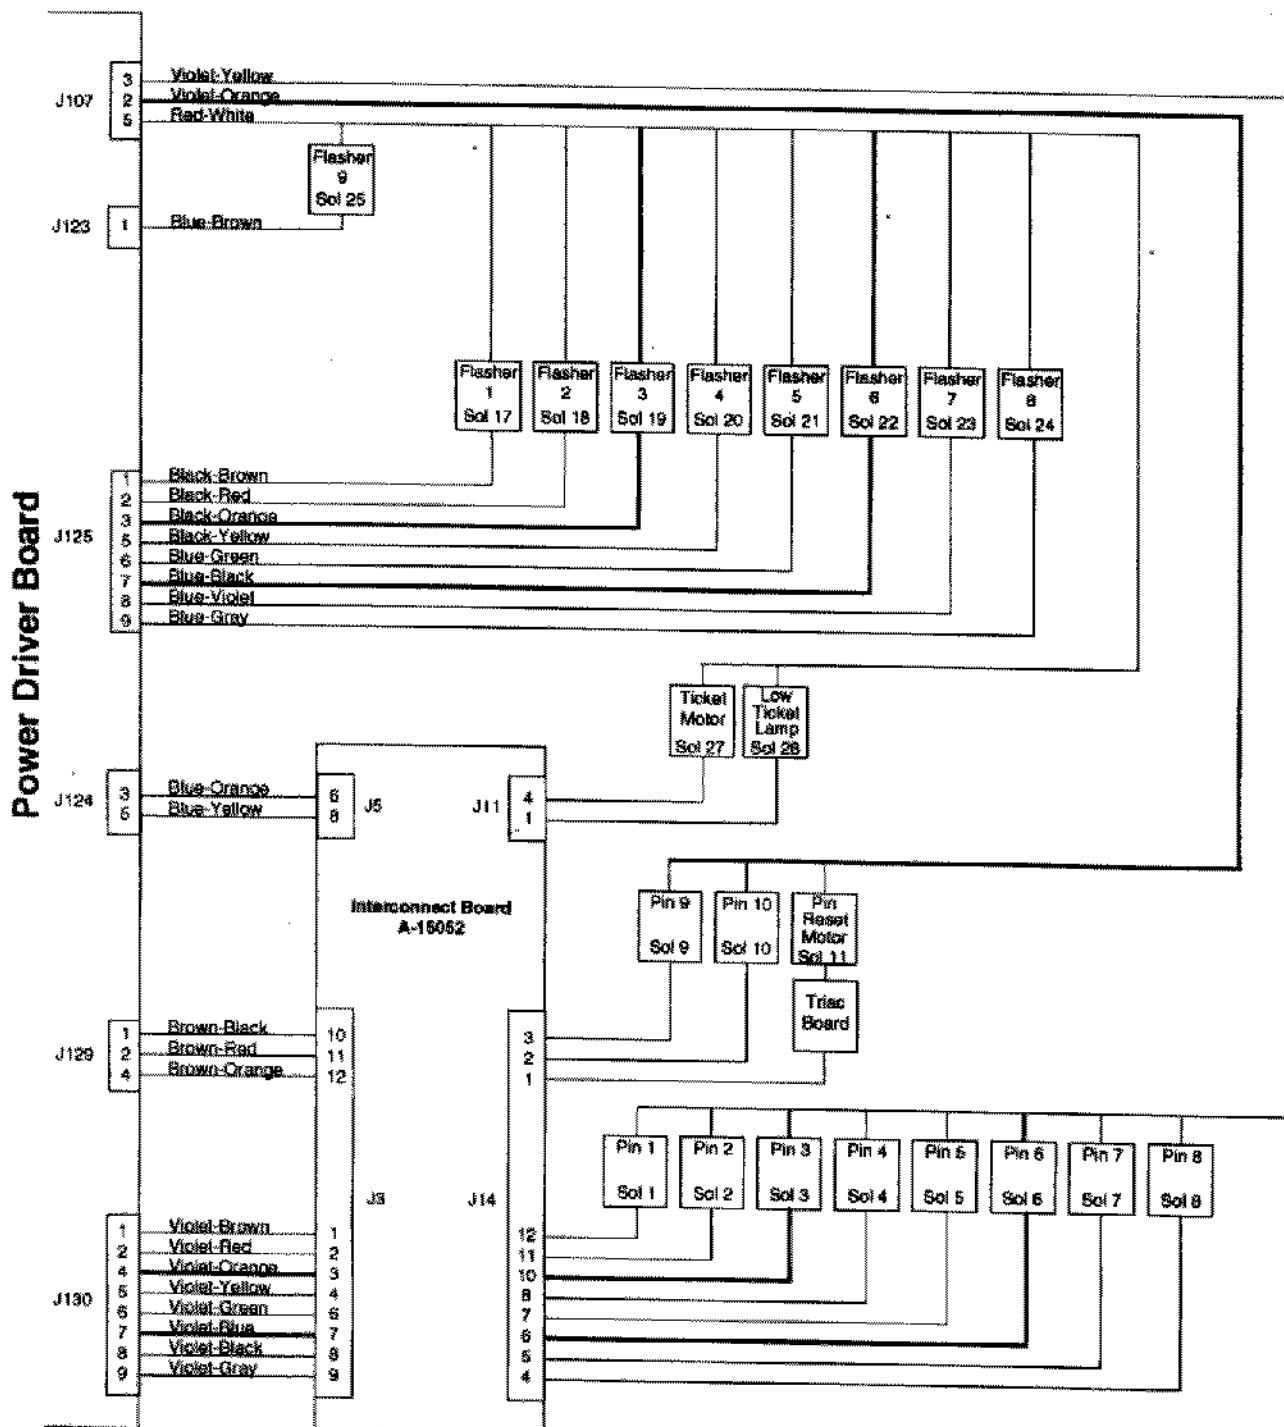 Power Driver Board
J107
3 Violet-Yellow
2 Violet-Orange
5 Red-White
Flasher
9
Sol 25
J123
1 Blue-Brown
Flasher
1
Sol 17
Flasher
2
Sol 18
Flasher
3
Sol 19
Flasher
4
Sol 20
Flasher
5
Sol 21
Flasher
6
Sol 22
Flasher
7
Sol 23
Flasher
8
Sol 24
J125
1 Black-Brown
2 Black-Red
3 Black-Orange
5 Black-Yellow
6 Blue-Green
7 Blue-Black
8 Blue-Violet
9 Blue-Gray
Ticket
Motor
Sol 27
Low
Ticket
Lamp
Sol 28
J124
3 Blue-Orange 6
5 Blue-Yellow 8
J5
J11
4
1
Interconnect Board
A-15052
Pin 9
Sol 9
Pin 10
Sol 10
Pin
Reset
Motor
Sol 11
Triac
Board
J129
1 Brown-Black 10
2 Brown-Red 11
4 Brown-Orange 12
3
2
1
J3
J14
Pin 1
Sol 1
Pin 2
Sol 2
Pin 3
Sol 3
Pin 4
Sol 4
Pin 5
Sol 5
Pin 6
Sol 6
Pin 7
Sol 7
Pin 8
Sol 8
J130
1 Violet-Brown 1
2 Violet-Red 2
4 Violet-Orange 3
5 Violet-Yellow 4
6 Violet-Green 6
7 Violet-Blue 7
8 Violet-Black 8
9 Violet-Gray 9
12
11
10
8
7
6
5
4